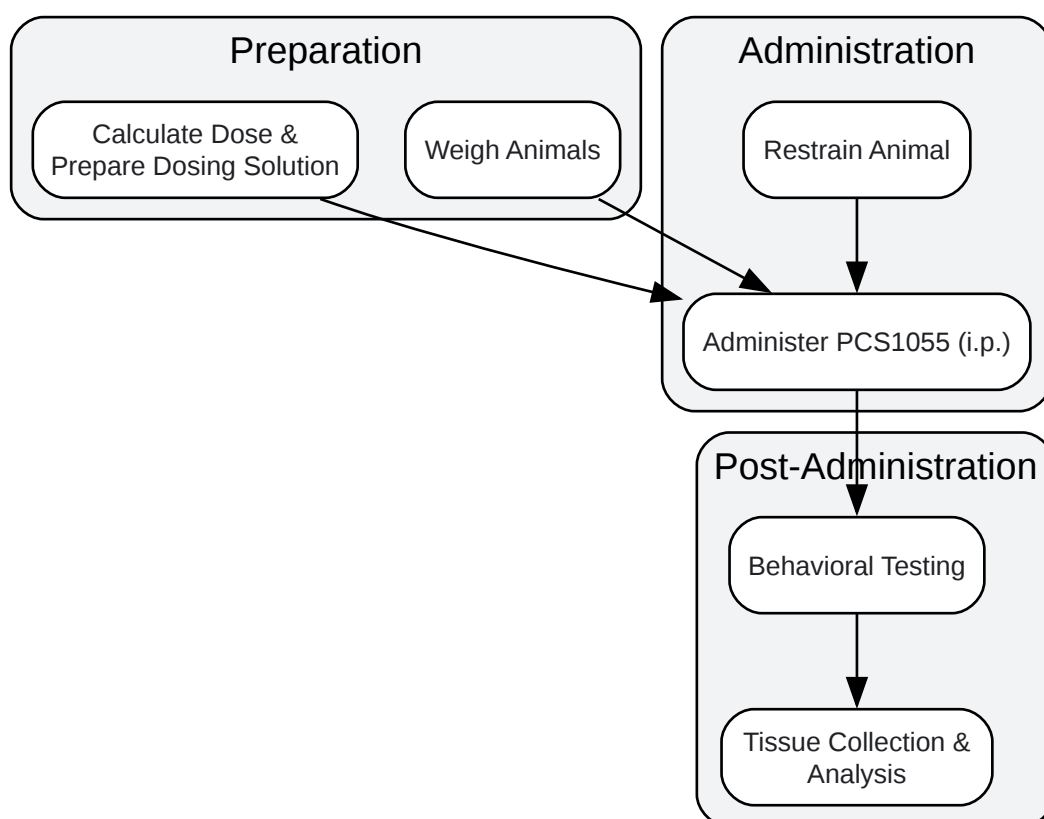 Preparation
Calculate Dose &
Prepare Dosing Solution
Weigh Animals
Administration
Restrain Animal
Administer PCS1055 (i.p.)
Post-Administration
Behavioral Testing
Tissue Collection &
Analysis